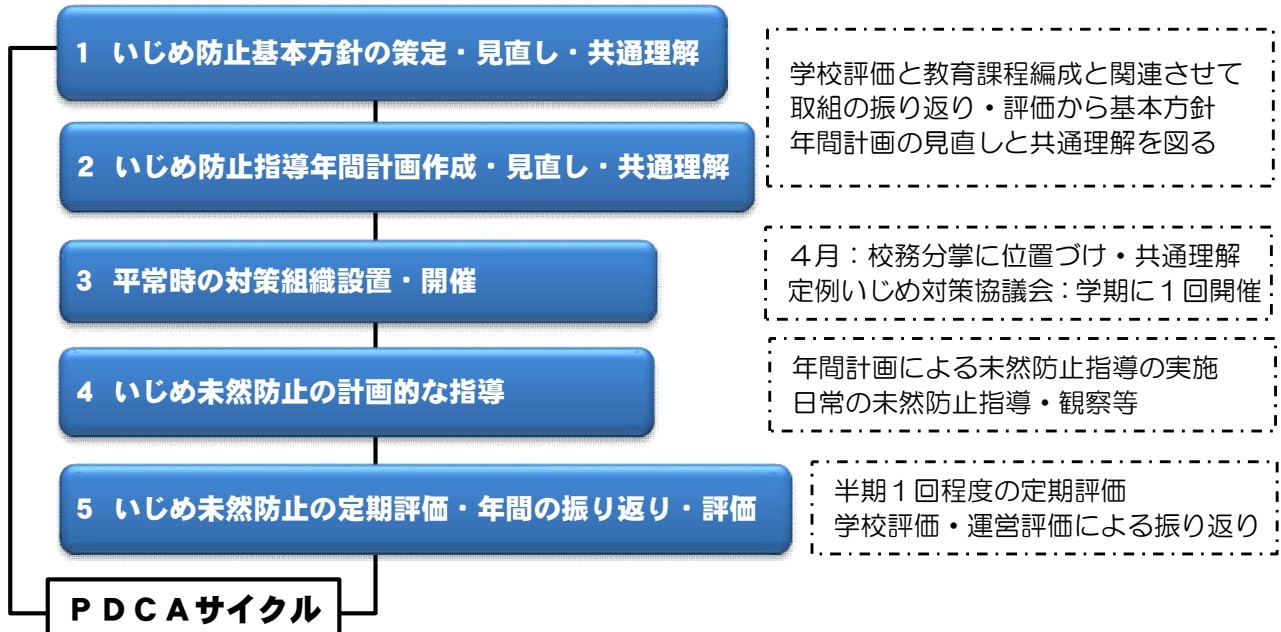 1 いじめ防止基本方針の策定・見直し・共通理解
学校評価と教育課程編成と関連させて
取組の振り返り・評価から基本方針
年間計画の見直しと共通理解を図る
2 いじめ防止指導年間計画作成・見直し・共通理解
3 平常時の対策組織設置・開催
４月：校務分掌に位置づけ・共通理解
定例いじめ対策協議会：学期に１回開催
4 いじめ未然防止の計画的な指導
年間計画による未然防止指導の実施
日常の未然防止指導・観察等
5 いじめ未然防止の定期評価・年間の振り返り・評価
半期１回程度の定期評価
学校評価・運営評価による振り返り
ＰＤＣＡサイクル